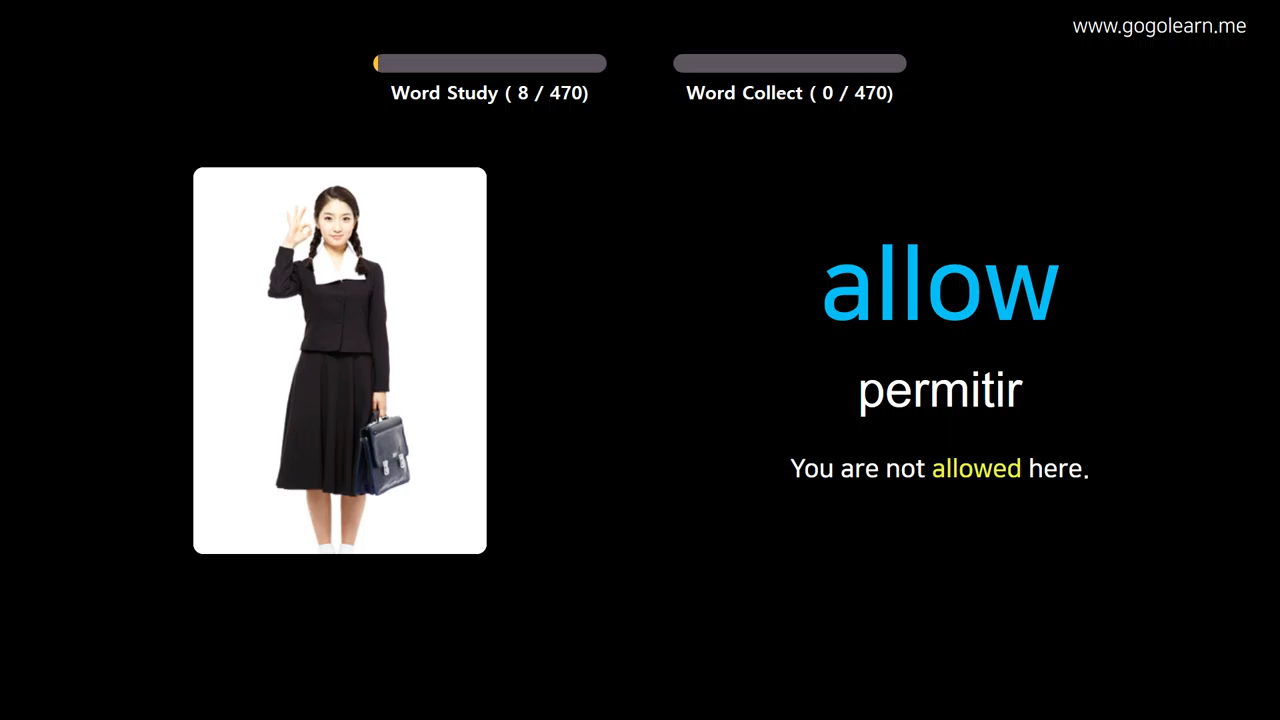 www.gogolearn.me
Word Study ( 8 / 470)
Word Collect ( 0 / 470)
allow
permitir
You are not allowed here.